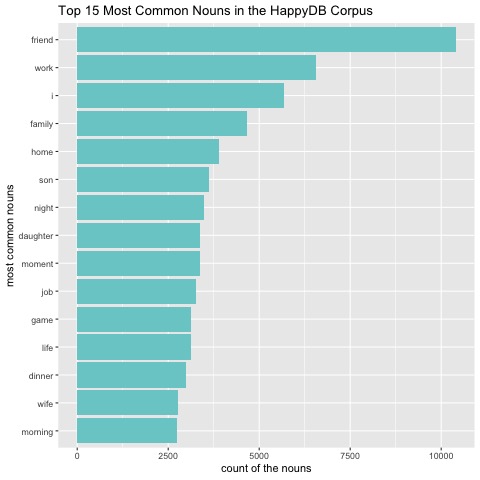 Top 15 Most Common Nouns in the HappyDB Corpus
most common nouns
friend
work
i
family
home
son
night
daughter
moment
job
game
life
dinner
wife
morning
0 2500 5000 7500 10000
count of the nouns